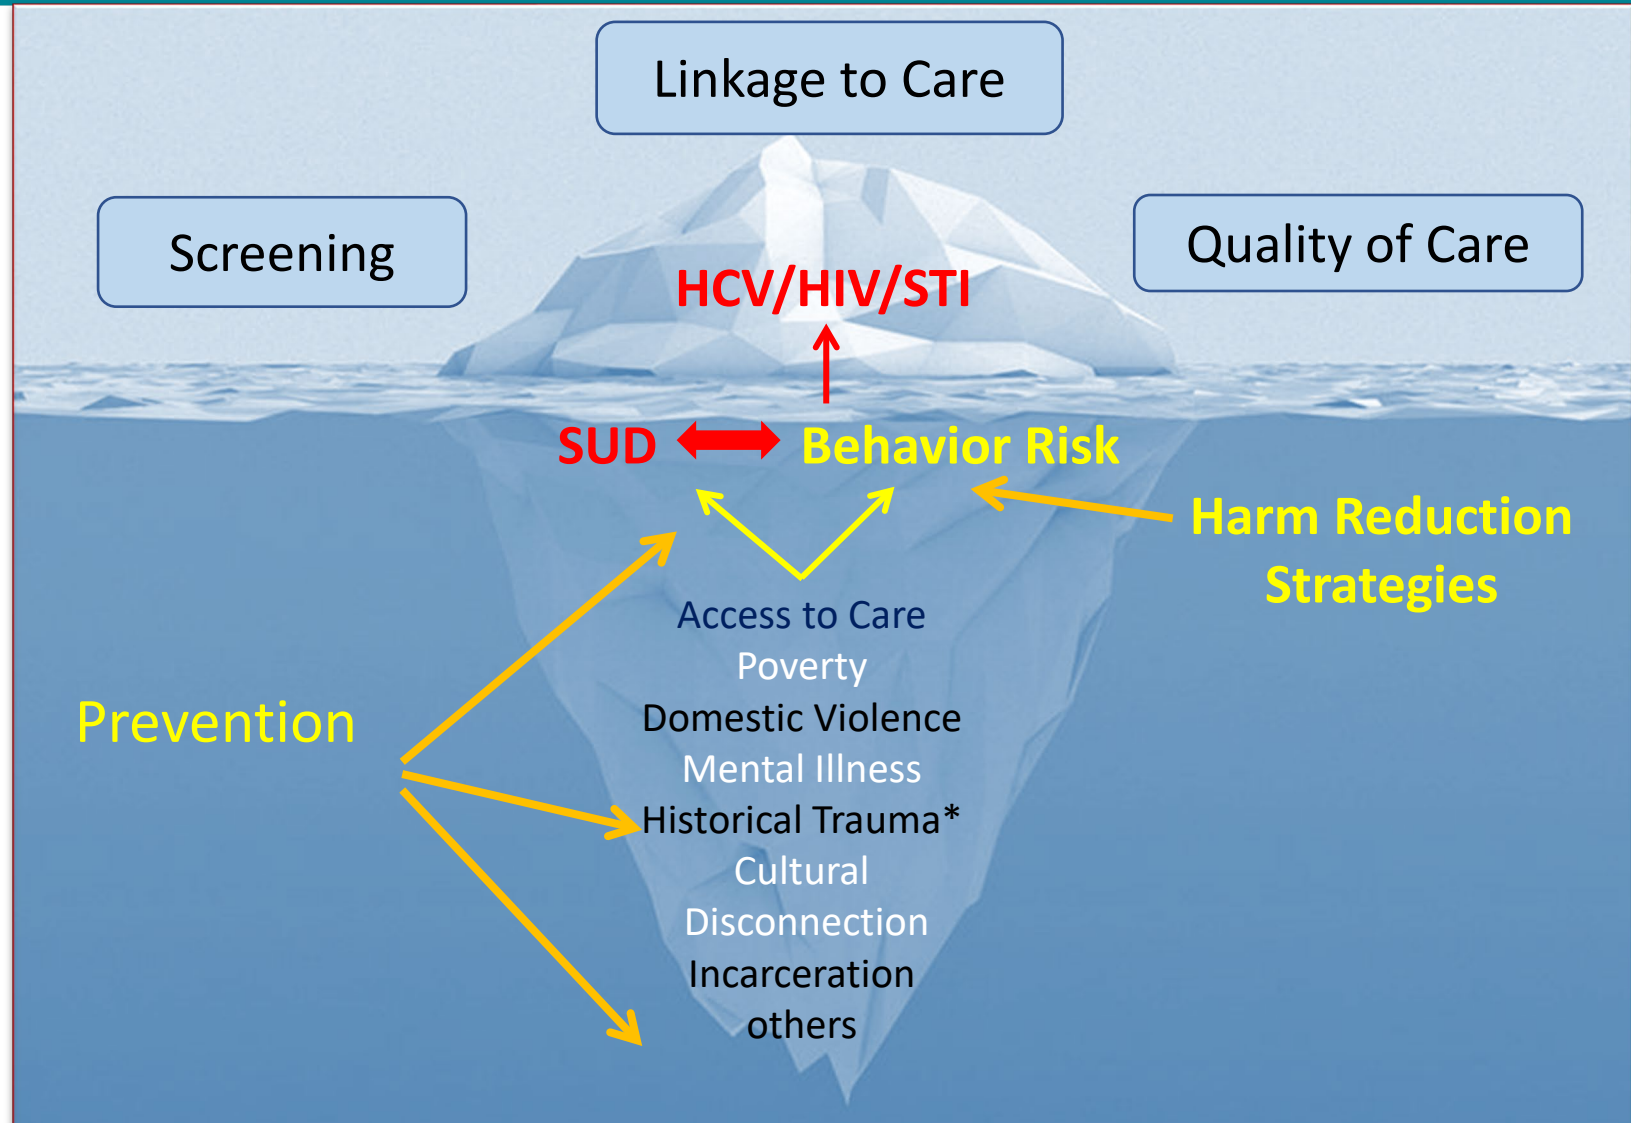 Linkage to Care
Screening
Quality of Care
HCV/HIV/STI
SUD
Behavior Risk
Harm Reduction
Strategies
Access to Care
Poverty
Domestic Violence
Mental Illness
Historical Trauma*
Cultural
Disconnection
Incarceration
others
Prevention